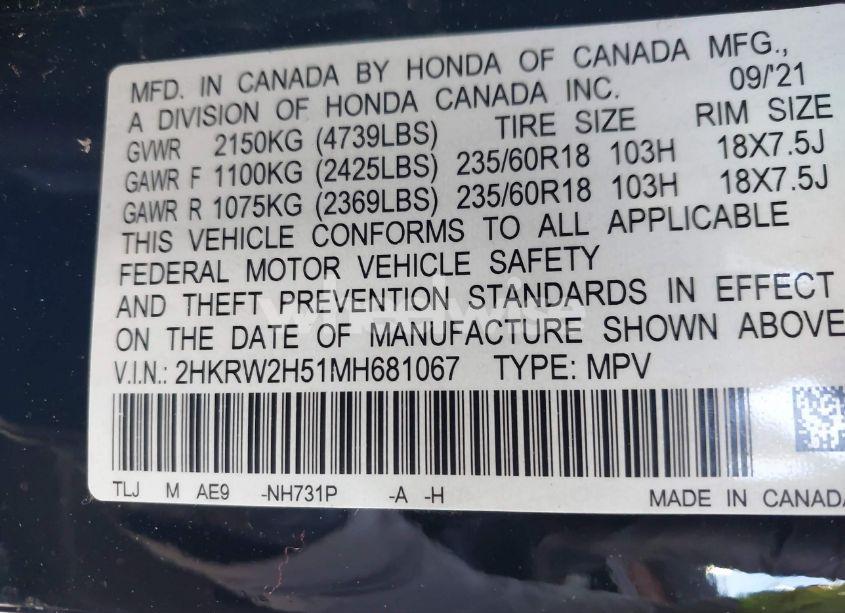 MFD. IN CANADA BY HONDA OF CANADA MFG.,
A DIVISION OF HONDA CANADA INC. 09/'21
GVWR 2150KG (4739LBS) TIRE SIZE RIM SIZE
GAWR F 1100KG (2425LBS) 235/60R18 103H 18X7.5J
GAWR R 1075KG (2369LBS) 235/60R18 103H 18X7.5J
THIS VEHICLE CONFORMS TO ALL APPLICABLE
FEDERAL MOTOR VEHICLE SAFETY
AND THEFT PREVENTION STANDARDS IN EFFECT
ON THE DATE OF MANUFACTURE SHOWN ABOVE
V.I.N.: 2HKRW2H51MH681067 TYPE: MPV
TLJ M AE9 -NH731P -A -H MADE IN CANADA